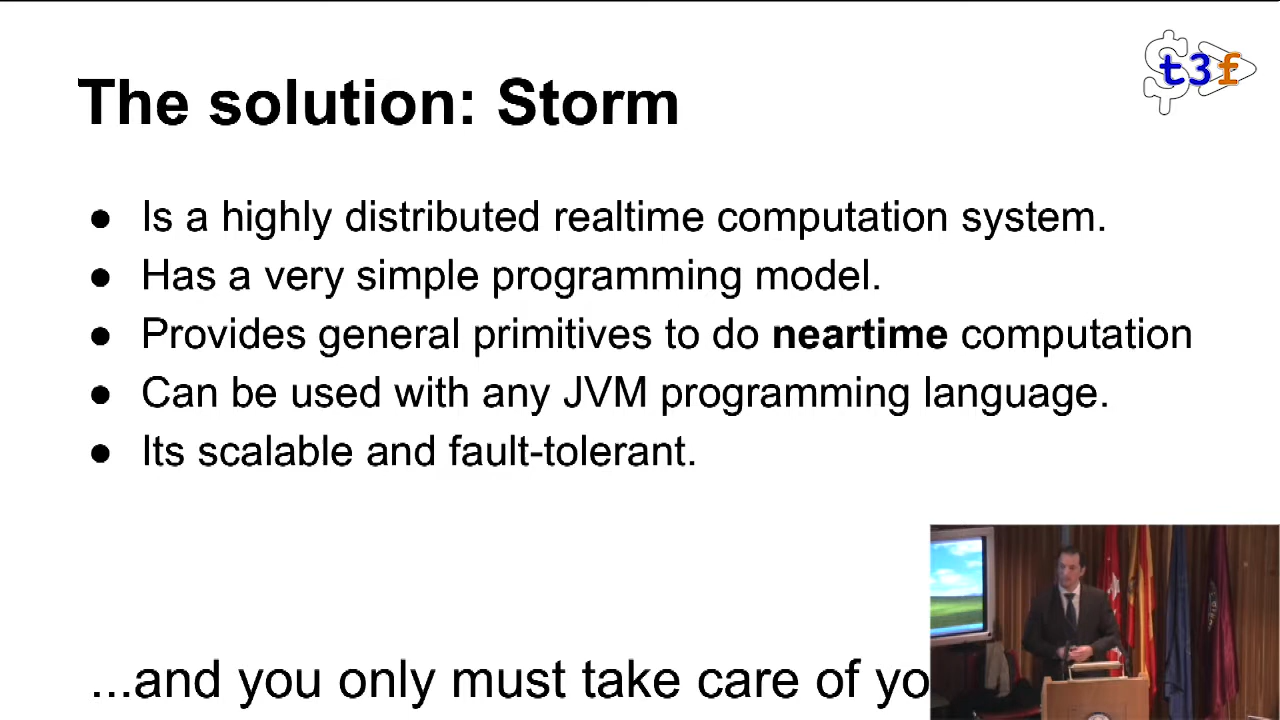 t3f
The solution: Storm
● Is a highly distributed realtime computation system.
● Has a very simple programming model.
● Provides general primitives to do neartime computation
● Can be used with any JVM programming language.
● Its scalable and fault-tolerant.
...and you only must take care of yo